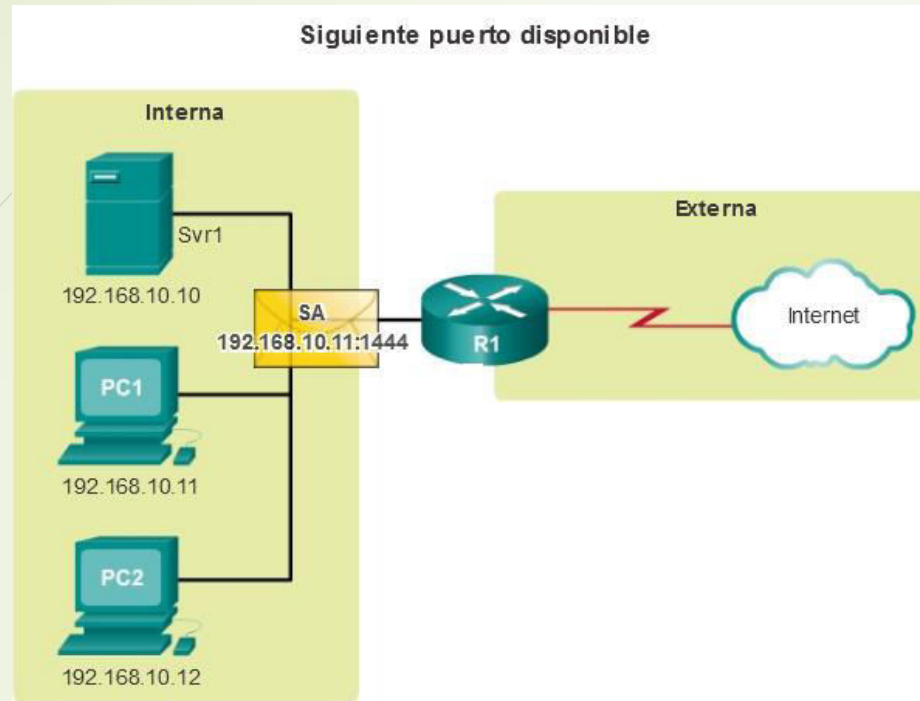 Siguiente puerto disponible
Interna
Svr1
192.168.10.10
SA
192.168.10.11:1444
PC1
192.168.10.11
PC2
192.168.10.12
R1
Externa
Internet